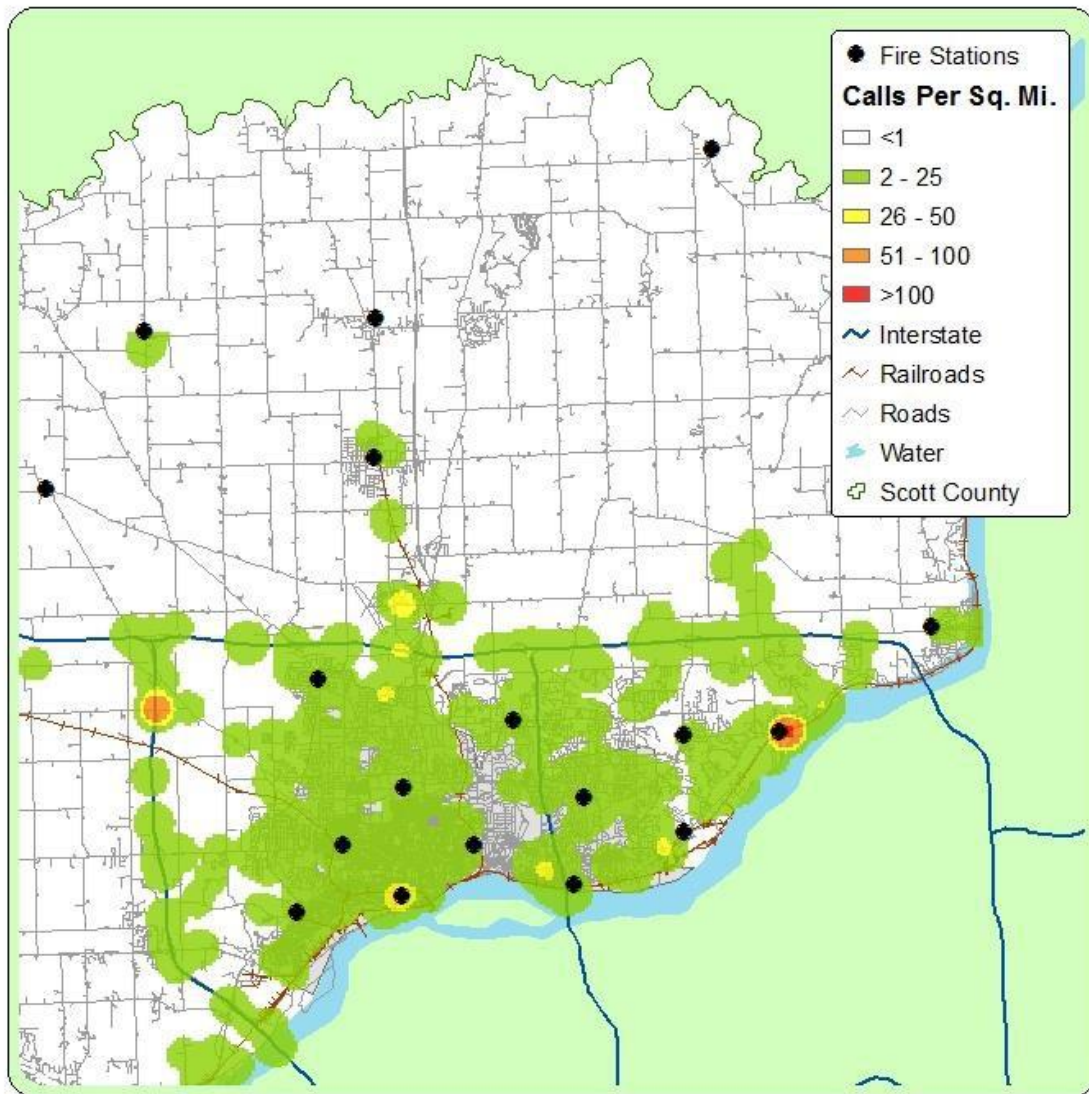 Fire Stations
Calls Per Sq. Mi.
<1
2 - 25
26 - 50
51 - 100
>100
Interstate
Railroads
Roads
Water
Scott County